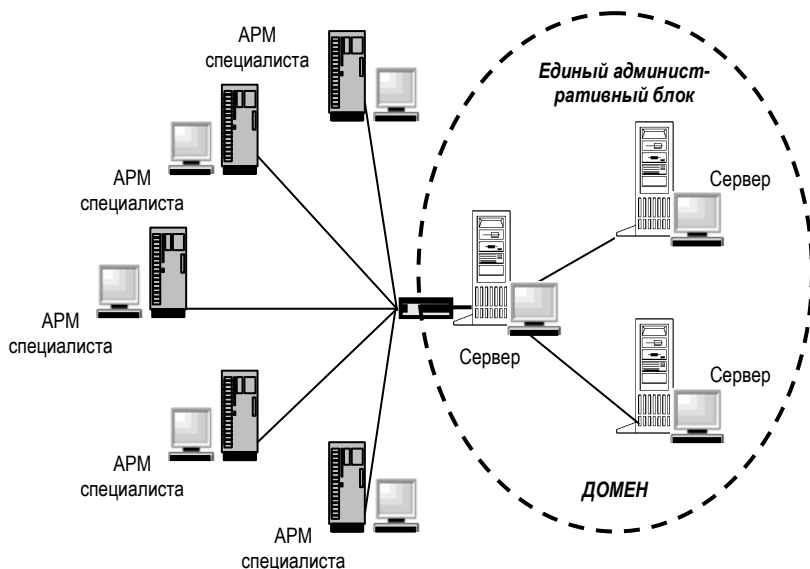 АРМ
специалиста
Единый админист-
ративный блок
АРМ
специалиста
Сервер
АРМ
специалиста
Сервер
Сервер
АРМ
специалиста
ДОМЕН
АРМ
специалиста